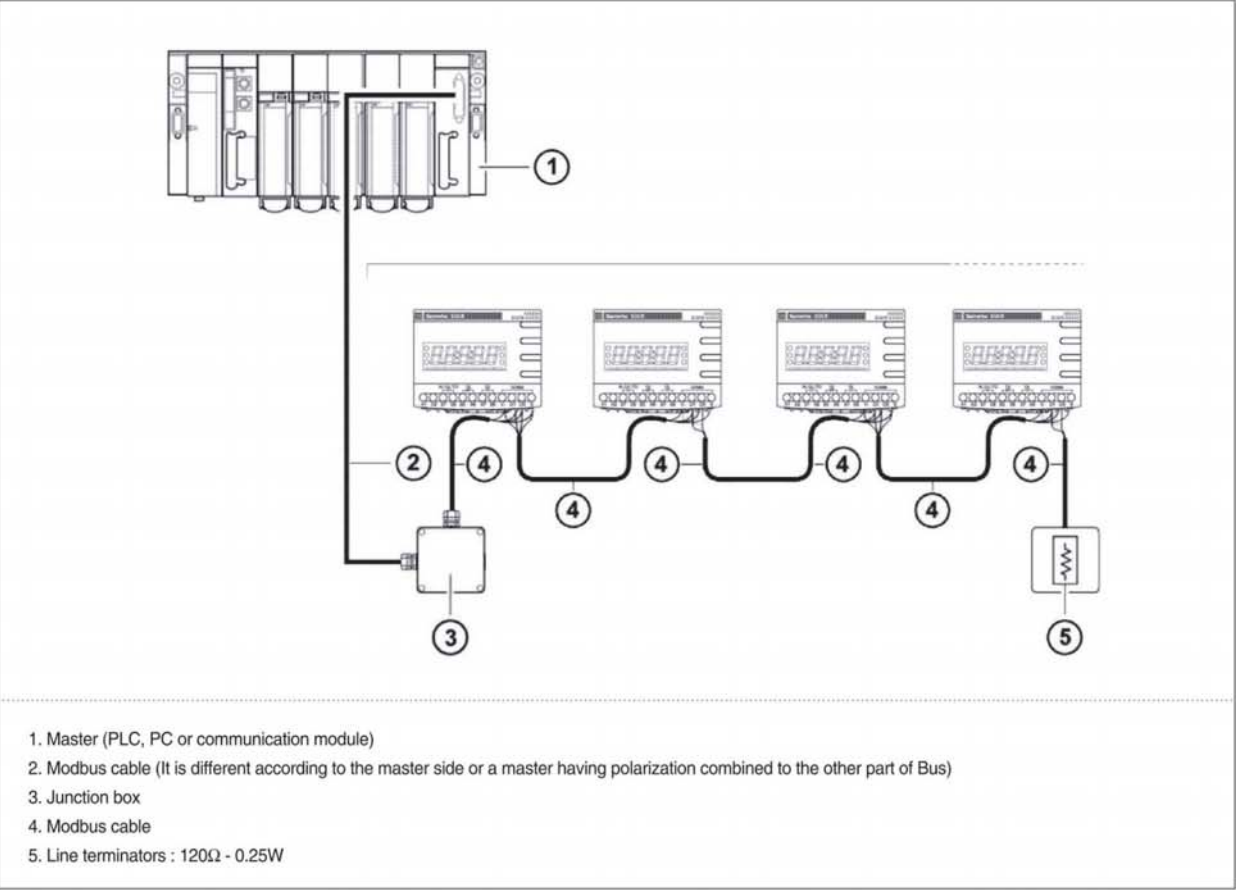 1
2
4
4
4
4
4
4
3
5
1. Master (PLC, PC or communication module)
2. Modbus cable (It is different according to the master side or a master having polarization combined to the other part of Bus)
3. Junction box
4. Modbus cable
5. Line terminators : 120Ω - 0.25W